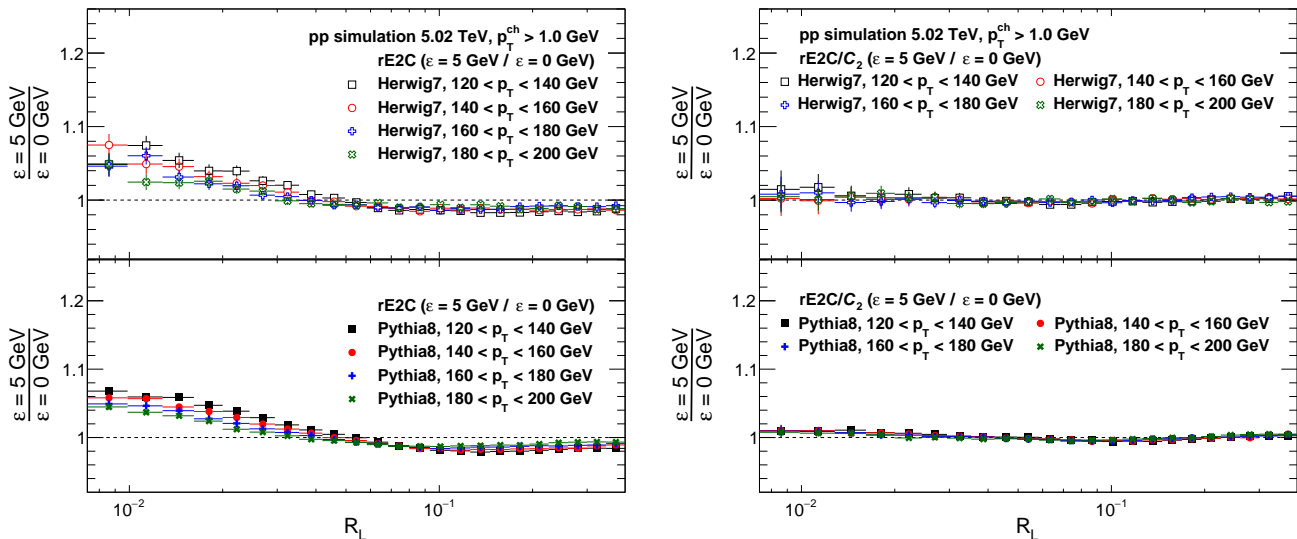 pp simulation 5.02 TeV, p_T^ch > 1.0 GeV
rE2C (ε = 5 GeV / ε = 0 GeV)
Herwig7, 120 < p_T < 140 GeV
Herwig7, 140 < p_T < 160 GeV
Herwig7, 160 < p_T < 180 GeV
Herwig7, 180 < p_T < 200 GeV
1.2
1.1
1
ε = 5 GeV
ε = 0 GeV
rE2C (ε = 5 GeV / ε = 0 GeV)
Pythia8, 120 < p_T < 140 GeV
Pythia8, 140 < p_T < 160 GeV
Pythia8, 160 < p_T < 180 GeV
Pythia8, 180 < p_T < 200 GeV
1.2
1.1
1
ε = 5 GeV
ε = 0 GeV
10^−2
10^−1
R_L
pp simulation 5.02 TeV, p_T^ch > 1.0 GeV
rE2C/C_2 (ε = 5 GeV / ε = 0 GeV)
Herwig7, 120 < p_T < 140 GeV Herwig7, 140 < p_T < 160 GeV
Herwig7, 160 < p_T < 180 GeV Herwig7, 180 < p_T < 200 GeV
1.2
1.1
1
ε = 5 GeV
ε = 0 GeV
rE2C/C_2 (ε = 5 GeV / ε = 0 GeV)
Pythia8, 120 < p_T < 140 GeV Pythia8, 140 < p_T < 160 GeV
Pythia8, 160 < p_T < 180 GeV Pythia8, 180 < p_T < 200 GeV
1.2
1.1
1
ε = 5 GeV
ε = 0 GeV
10^−2
10^−1
R_L